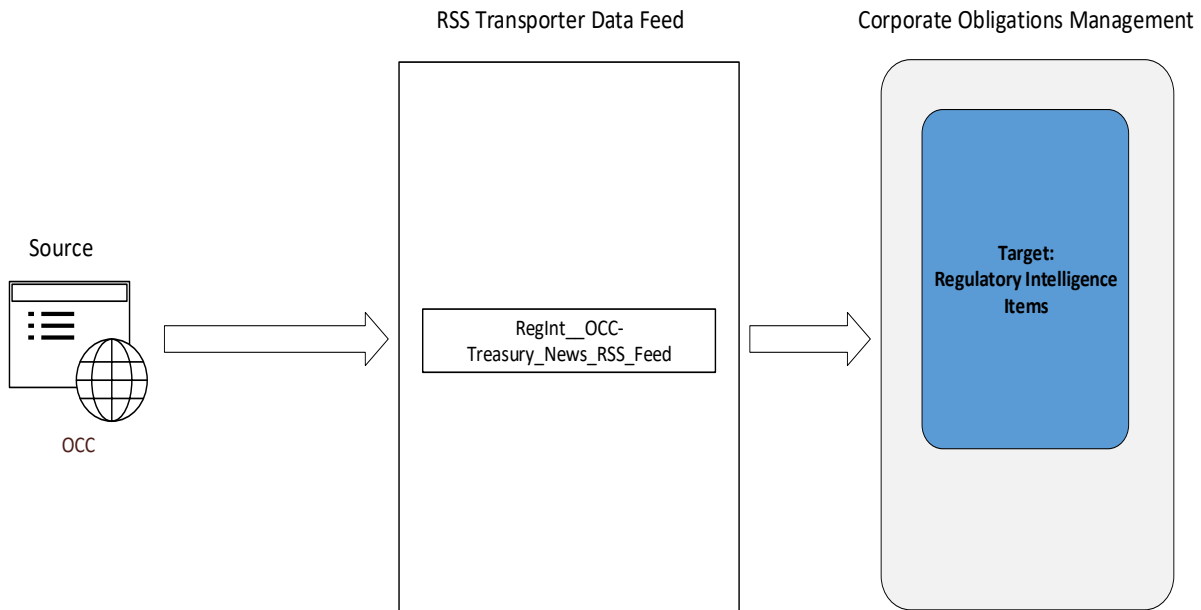 RSS Transporter Data Feed
Corporate Obligations Management
Source
OCC
RegInt__OCC-
Treasury_News_RSS_Feed
Target:
Regulatory Intelligence
Items